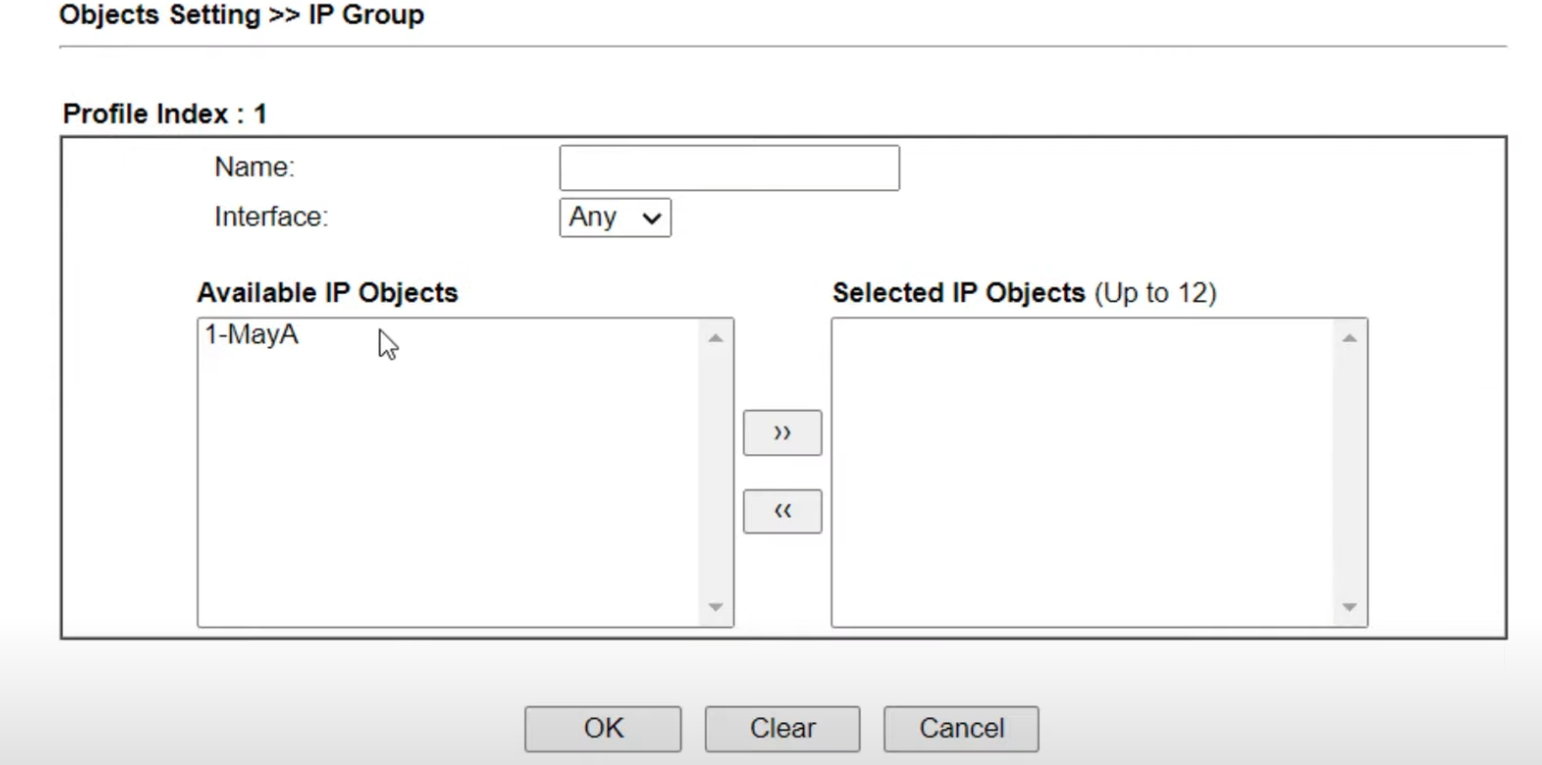 Objects Setting >> IP Group
Profile Index : 1
Name:
Interface: Any
Available IP Objects
Selected IP Objects (Up to 12)
1-MayA
>>
<<
OK Clear Cancel